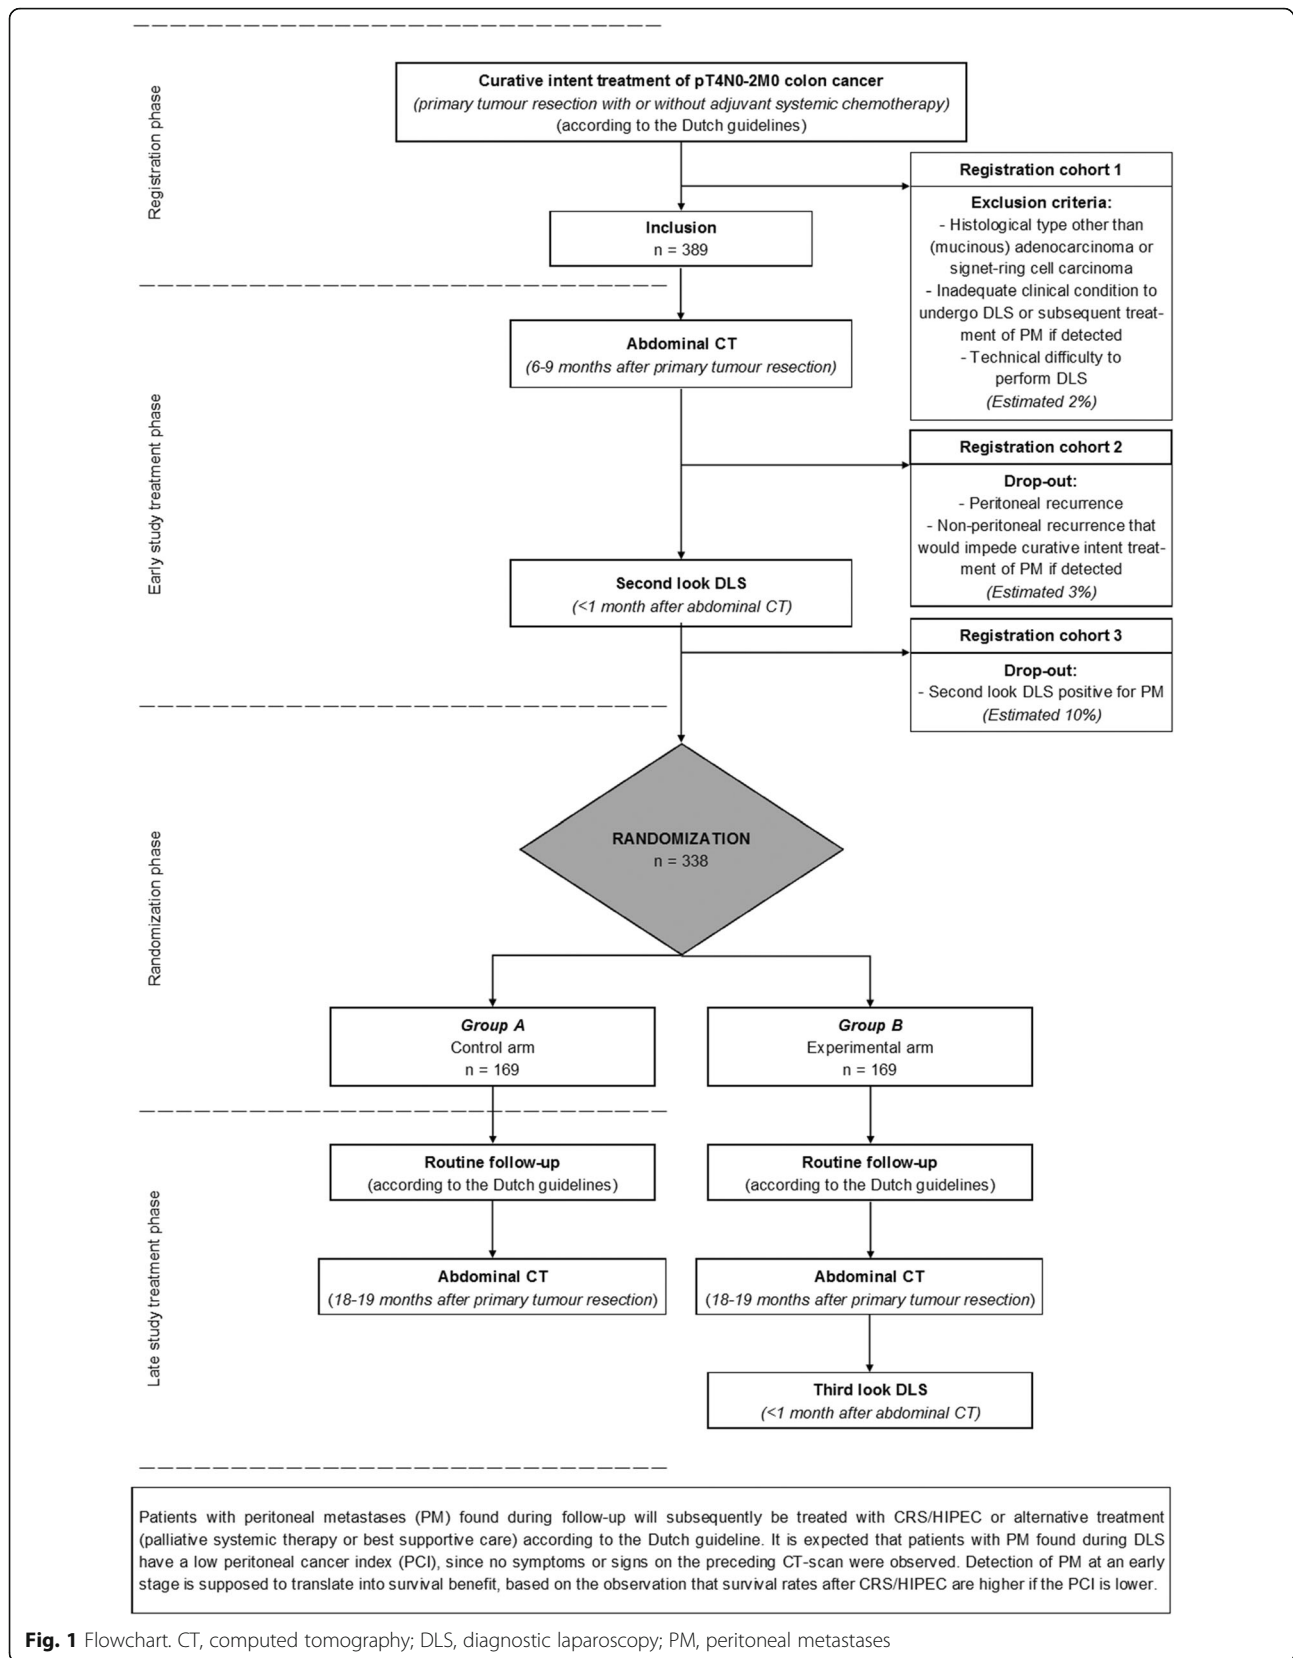 Registration phase
Curative intent treatment of pT4N0-2M0 colon cancer
(primary tumour resection with or without adjuvant systemic chemotherapy)
(according to the Dutch guidelines)
Registration cohort 1
Exclusion criteria:
- Histological type other than
(mucinous) adenocarcinoma or
signet-ring cell carcinoma
- Inadequate clinical condition to
undergo DLS or subsequent treat-
ment of PM if detected
- Technical difficulty to
perform DLS
(Estimated 2%)
Inclusion
n = 389
Early study treatment phase
Abdominal CT
(6-9 months after primary tumour resection)
Registration cohort 2
Drop-out:
- Peritoneal recurrence
- Non-peritoneal recurrence that
would impede curative intent treat-
ment of PM if detected
(Estimated 3%)
Second look DLS
(<1 month after abdominal CT)
Registration cohort 3
Drop-out:
- Second look DLS positive for PM
(Estimated 10%)
Randomization phase
RANDOMIZATION
n = 338
Group A
Control arm
n = 169
Group B
Experimental arm
n = 169
Late study treatment phase
Routine follow-up
(according to the Dutch guidelines)
Routine follow-up
(according to the Dutch guidelines)
Abdominal CT
(18-19 months after primary tumour resection)
Abdominal CT
(18-19 months after primary tumour resection)
Third look DLS
(<1 month after abdominal CT)
Patients with peritoneal metastases (PM) found during follow-up will subsequently be treated with CRS/HIPEC or alternative treatment
(palliative systemic therapy or best supportive care) according to the Dutch guideline. It is expected that patients with PM found during DLS
have a low peritoneal cancer index (PCI), since no symptoms or signs on the preceding CT-scan were observed. Detection of PM at an early
stage is supposed to translate into survival benefit, based on the observation that survival rates after CRS/HIPEC are higher if the PCI is lower.
Fig. 1 Flowchart. CT, computed tomography; DLS, diagnostic laparoscopy; PM, peritoneal metastases